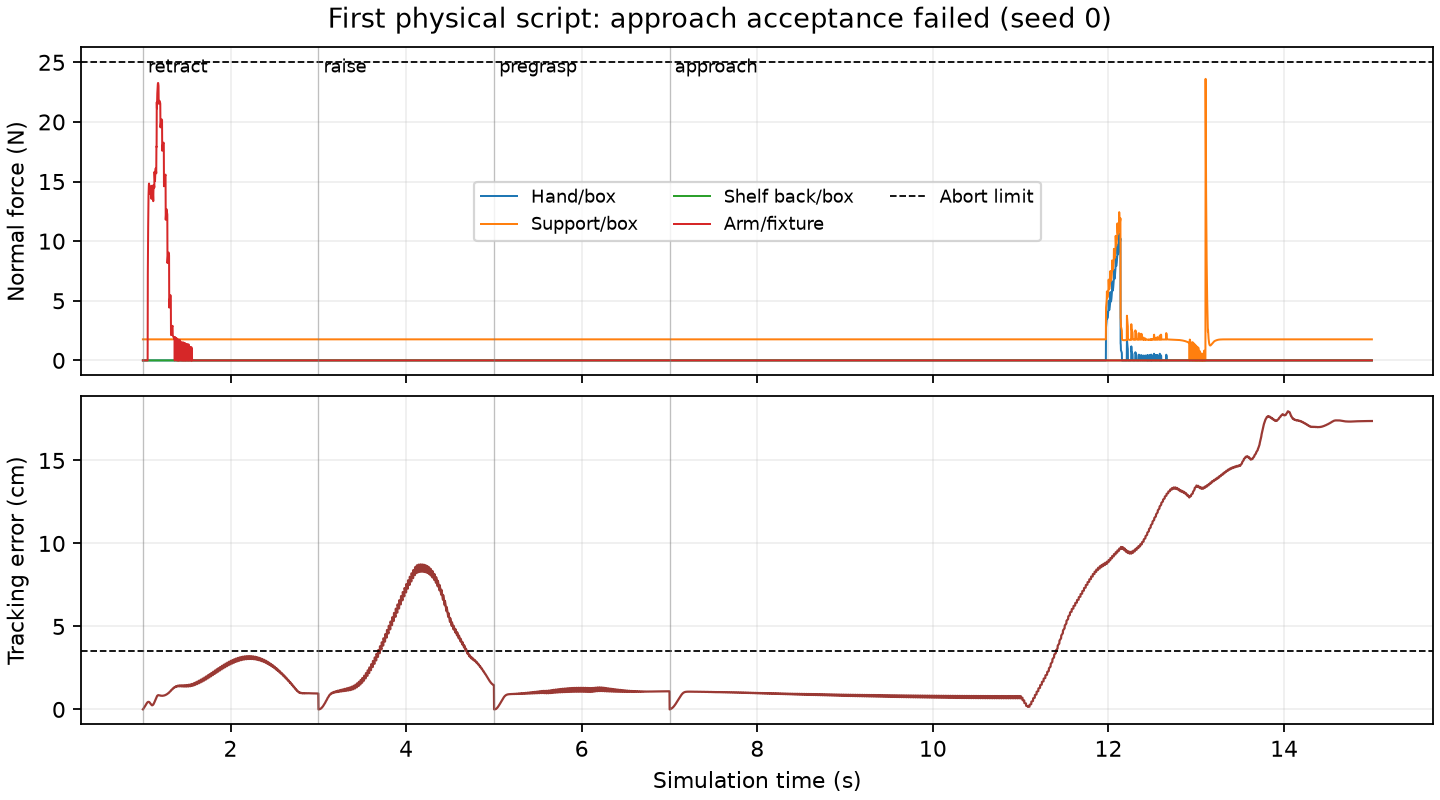 First physical script: approach acceptance failed (seed 0)
25
20
15
10
5
0
Normal force (N)
retract
raise
pregrasp
approach
Hand/box
Support/box
Shelf back/box
Arm/fixture
Abort limit
15
10
5
0
Tracking error (cm)
2
4
6
8
10
12
14
Simulation time (s)